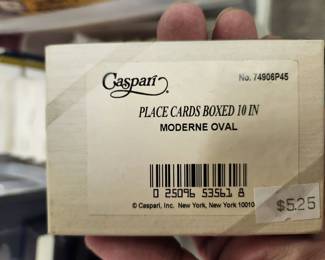 Caspari
No. 74906P45
PLACE CARDS BOXED 10 IN
MODERNE OVAL
0 25096 53561 8
© Caspari, Inc. New York, New York 10010
$5.25